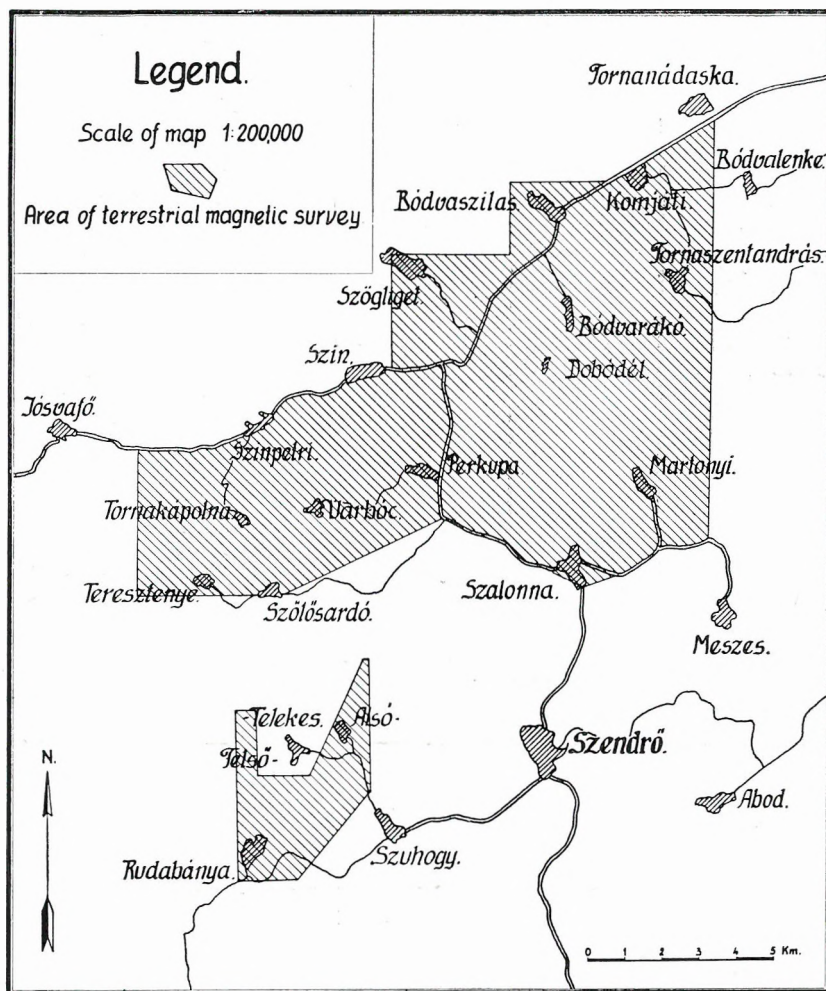 Legend.
Scale of map 1:200,000
Area of terrestrial magnetic survey
Tornanádaska.
Bódvalenke.
Bódvaszilas.
Komjáti.
Tornaszentandrás.
Szögliget.
Bódvarákó.
Szín.
Dobódél.
Jósvafő.
Szinpetri.
Perkupa
Martonyi.
Tornakápolna
Varbóc.
Teresztenye.
Szőlősardó.
Szalonna.
Meszes.
-Telekes.
Alsó-
Felső-
Szendrő.
Abod.
N.
Rudabánya.
Szuhogy.
0 1 2 3 4 5 Km.